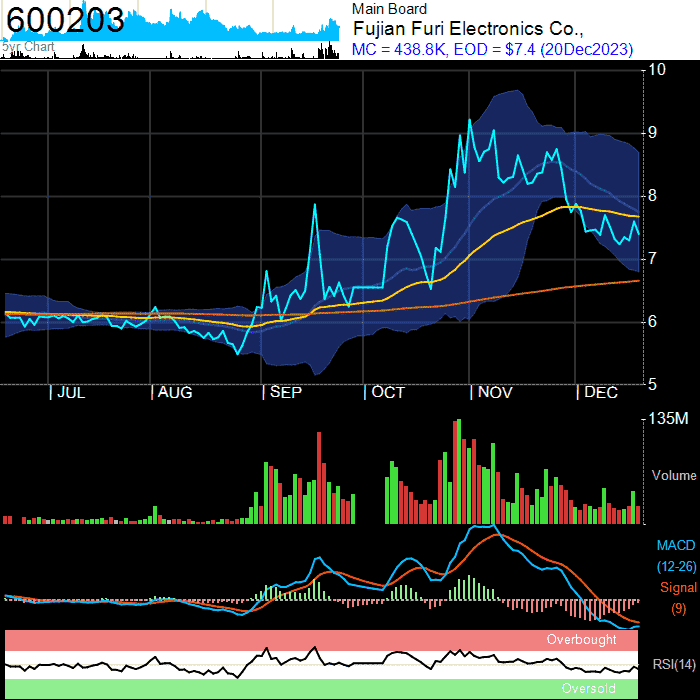 600203
5yr Chart
Main Board
Fujian Furi Electronics Co.,
MC = 438.8K, EOD = $7.4 (20Dec2023)
10
9
8
7
6
5
JUL AUG SEP OCT NOV DEC
135M
Volume
MACD
(12-26)
Signal
(9)
Overbought
RSI(14)
Oversold